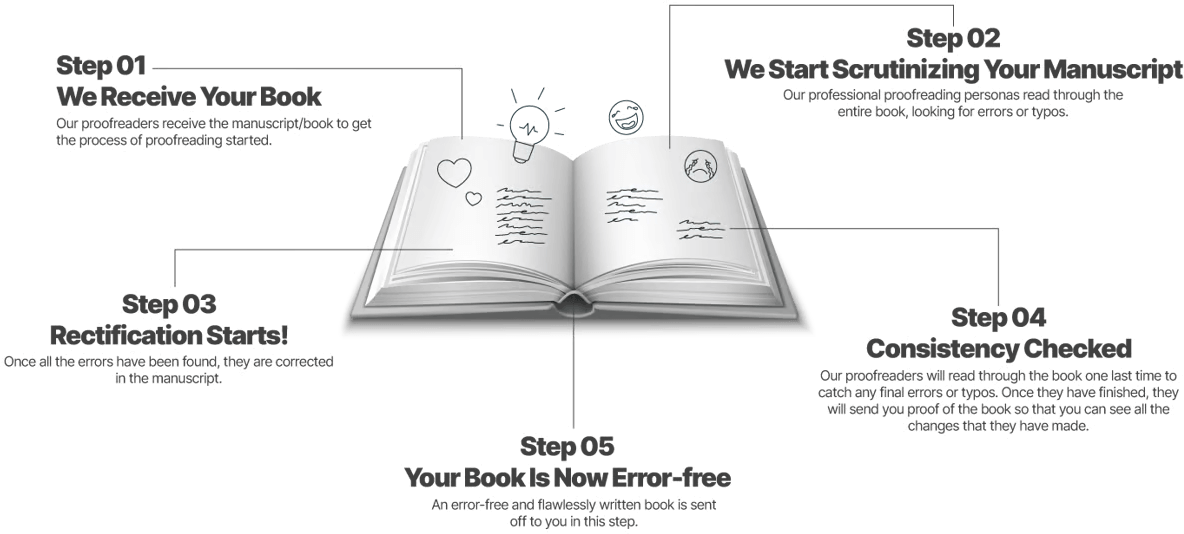 Step 01
We Receive Your Book
Our proofreaders receive the manuscript/book to get
the process of proofreading started.
Step 02
We Start Scrutinizing Your Manuscript
Our professional proofreading personas read through the
entire book, looking for errors or typos.
Step 03
Rectification Starts!
Once all the errors have been found, they are corrected
in the manuscript.
Step 04
Consistency Checked
Our proofreaders will read through the book one last time to
catch any final errors or typos. Once they have finished, they
will send you proof of the book so that you can see all the
changes that they have made.
Step 05
Your Book Is Now Error-free
An error-free and flawlessly written book is sent
off to you in this step.